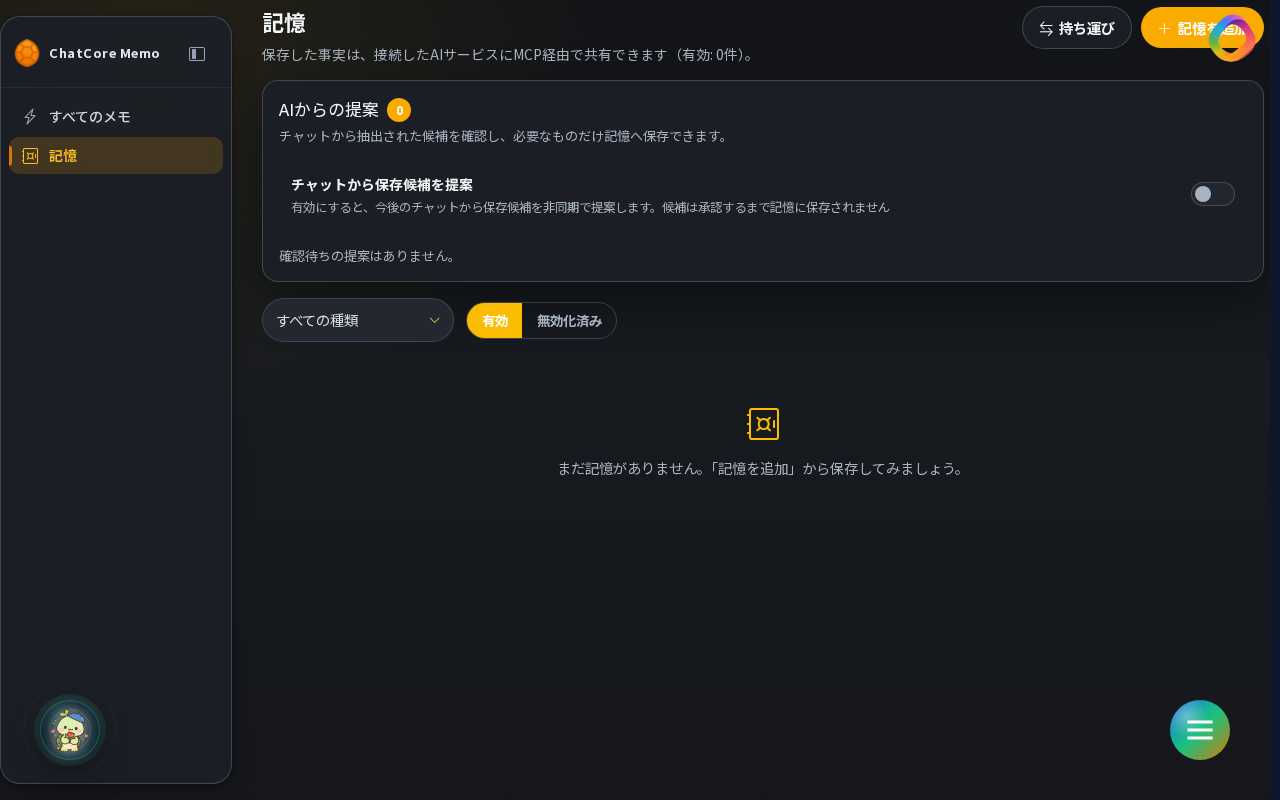 ChatCore Memo
すべてのメモ
記憶
記憶
保存した事実は、接続したAIサービスにMCP経由で共有できます（有効: 0件）。
持ち運び
記憶を追加
AIからの提案 0
チャットから抽出された候補を確認し、必要なものだけ記憶へ保存できます。
チャットから保存候補を提案
有効にすると、今後のチャットから保存候補を非同期で提案します。候補は承認するまで記憶に保存されません
確認待ちの提案はありません。
すべての種類
有効
無効化済み
まだ記憶がありません。「記憶を追加」から保存してみましょう。